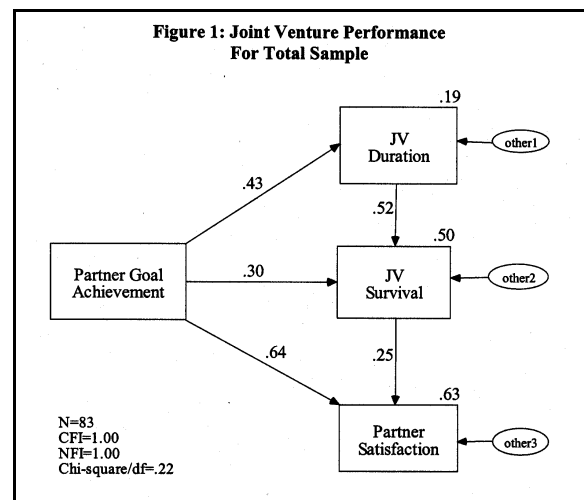 Figure 1: Joint Venture Performance
For Total Sample
.19
JV
Duration
other1
.43
.52
.50
Partner Goal
Achievement
.30
JV
Survival
other2
.64
.25
.63
Partner
Satisfaction
other3
N=83
CFI=1.00
NFI=1.00
Chi-square/df=.22